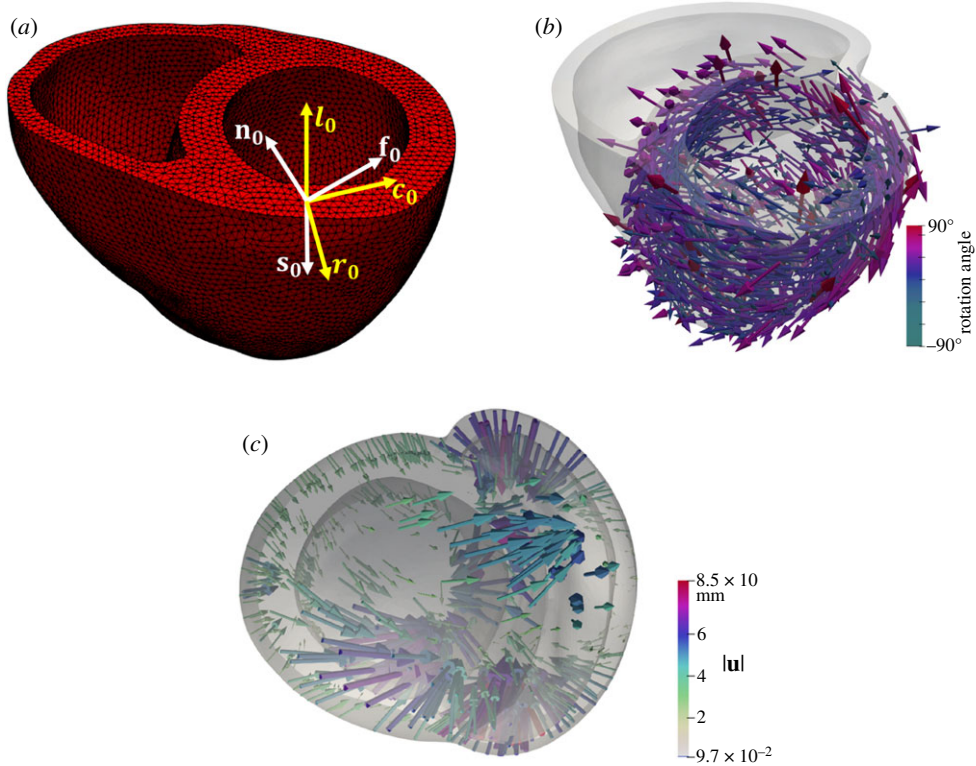 (a)
l₀
n₀
f₀
c₀
s₀
r₀
(b)
90°
−90°
rotation angle
(c)
8.5 × 10
mm
6
|u|
4
2
9.7 × 10⁻²